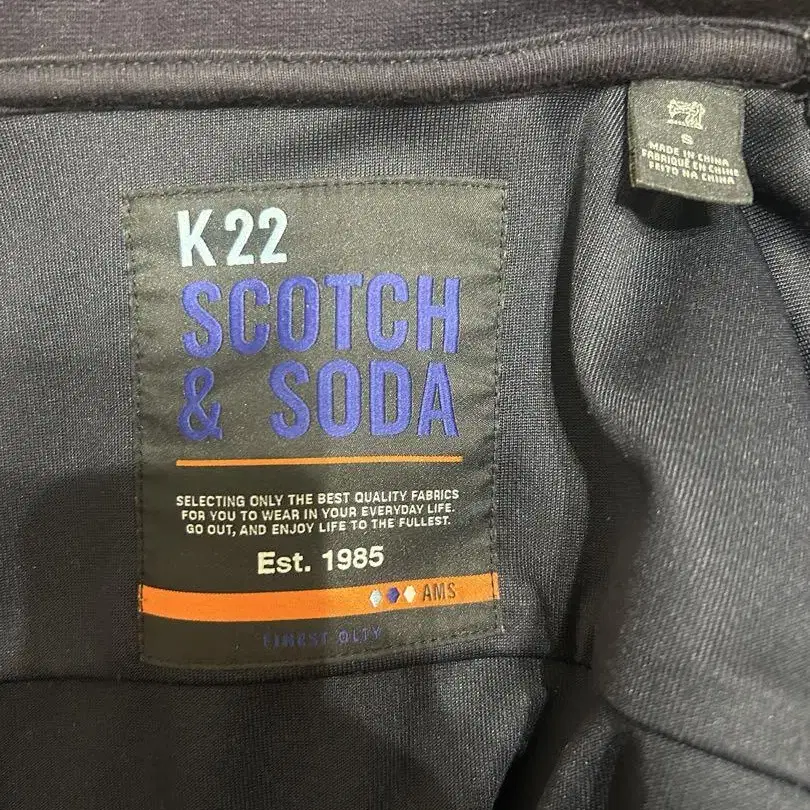 K22
SCOTCH
& SODA
SELECTING ONLY THE BEST QUALITY FABRICS
FOR YOU TO WEAR IN YOUR EVERYDAY LIFE.
GO OUT, AND ENJOY LIFE TO THE FULLEST.
Est. 1985
AMS
FINEST QLTY
S
MADE IN CHINA
FABRIQUÉ EN CHINE
FEITO NA CHINA